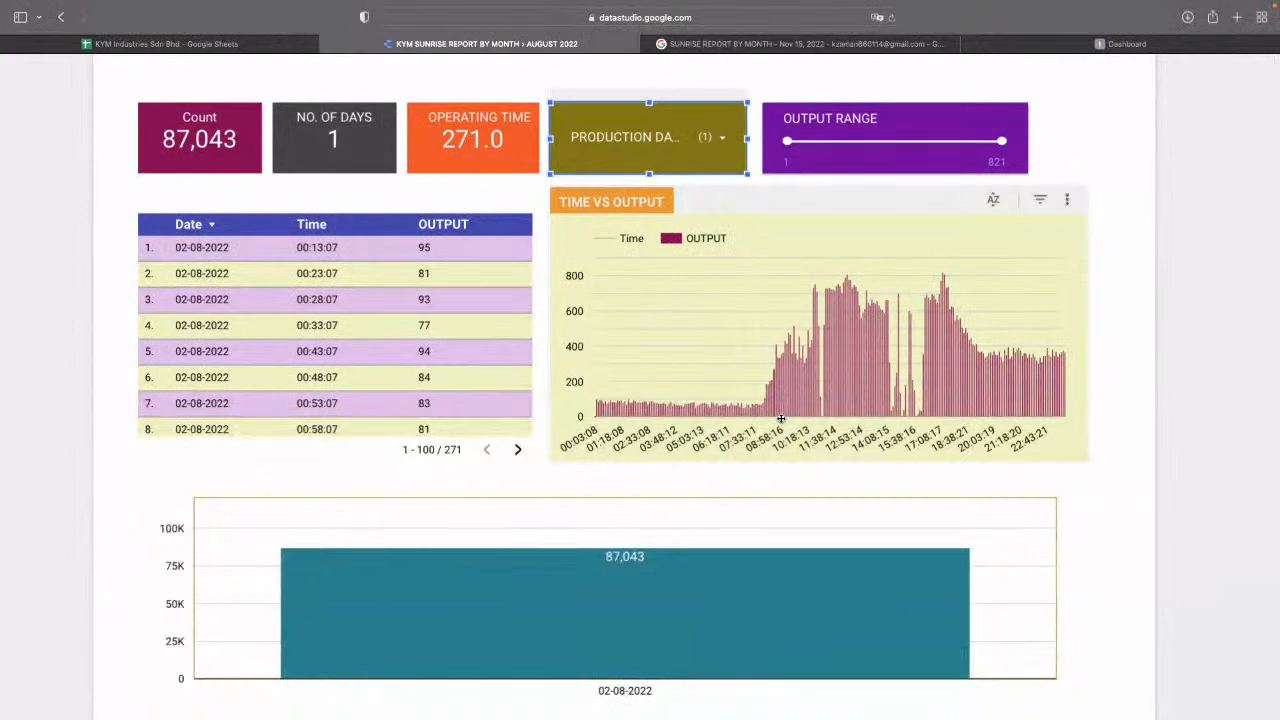 datastudio.google.com
KYM Industries Sdn Bhd - Google Sheets
KYM SUNRISE REPORT BY MONTH › AUGUST 2022
SUNRISE REPORT BY MONTH - Nov 15, 2022 - kzaman660114@gmail.com - G...
Dashboard
Count
87,043
NO. OF DAYS
1
OPERATING TIME
271.0
PRODUCTION DA... (1)
OUTPUT RANGE
1 821
Date Time OUTPUT
1. 02-08-2022 00:13:07 95
2. 02-08-2022 00:23:07 81
3. 02-08-2022 00:28:07 93
4. 02-08-2022 00:33:07 77
5. 02-08-2022 00:43:07 94
6. 02-08-2022 00:48:07 84
7. 02-08-2022 00:53:07 83
8. 02-08-2022 00:58:07 81
1 - 100 / 271
TIME VS OUTPUT
AZ
Time OUTPUT
800
600
400
200
0
00:03:08 01:18:08 02:33:08 03:48:12 05:03:13 06:18:11 07:33:11 08:58:16 10:18:13 11:38:14 12:53:14 14:08:15 15:38:16 17:08:17 18:38:21 20:03:19 21:18:20 22:43:21
100K
75K
50K
25K
0
87,043
02-08-2022